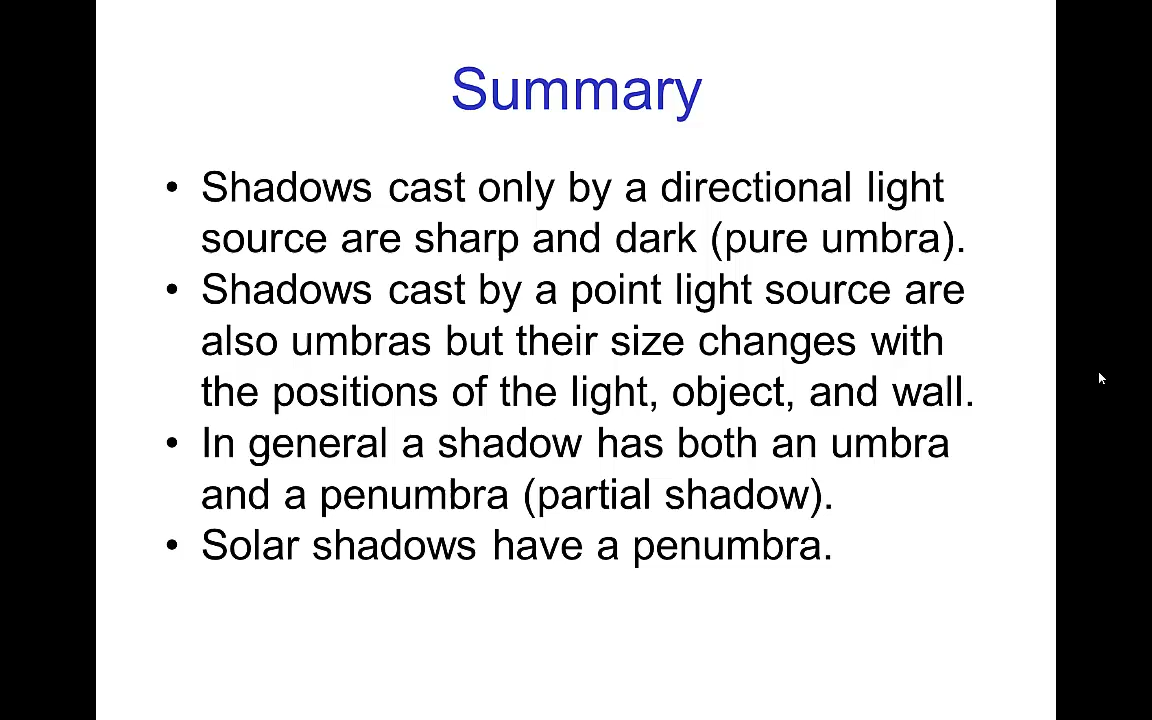 Summary
• Shadows cast only by a directional light
source are sharp and dark (pure umbra).
• Shadows cast by a point light source are
also umbras but their size changes with
the positions of the light, object, and wall.
• In general a shadow has both an umbra
and a penumbra (partial shadow).
• Solar shadows have a penumbra.